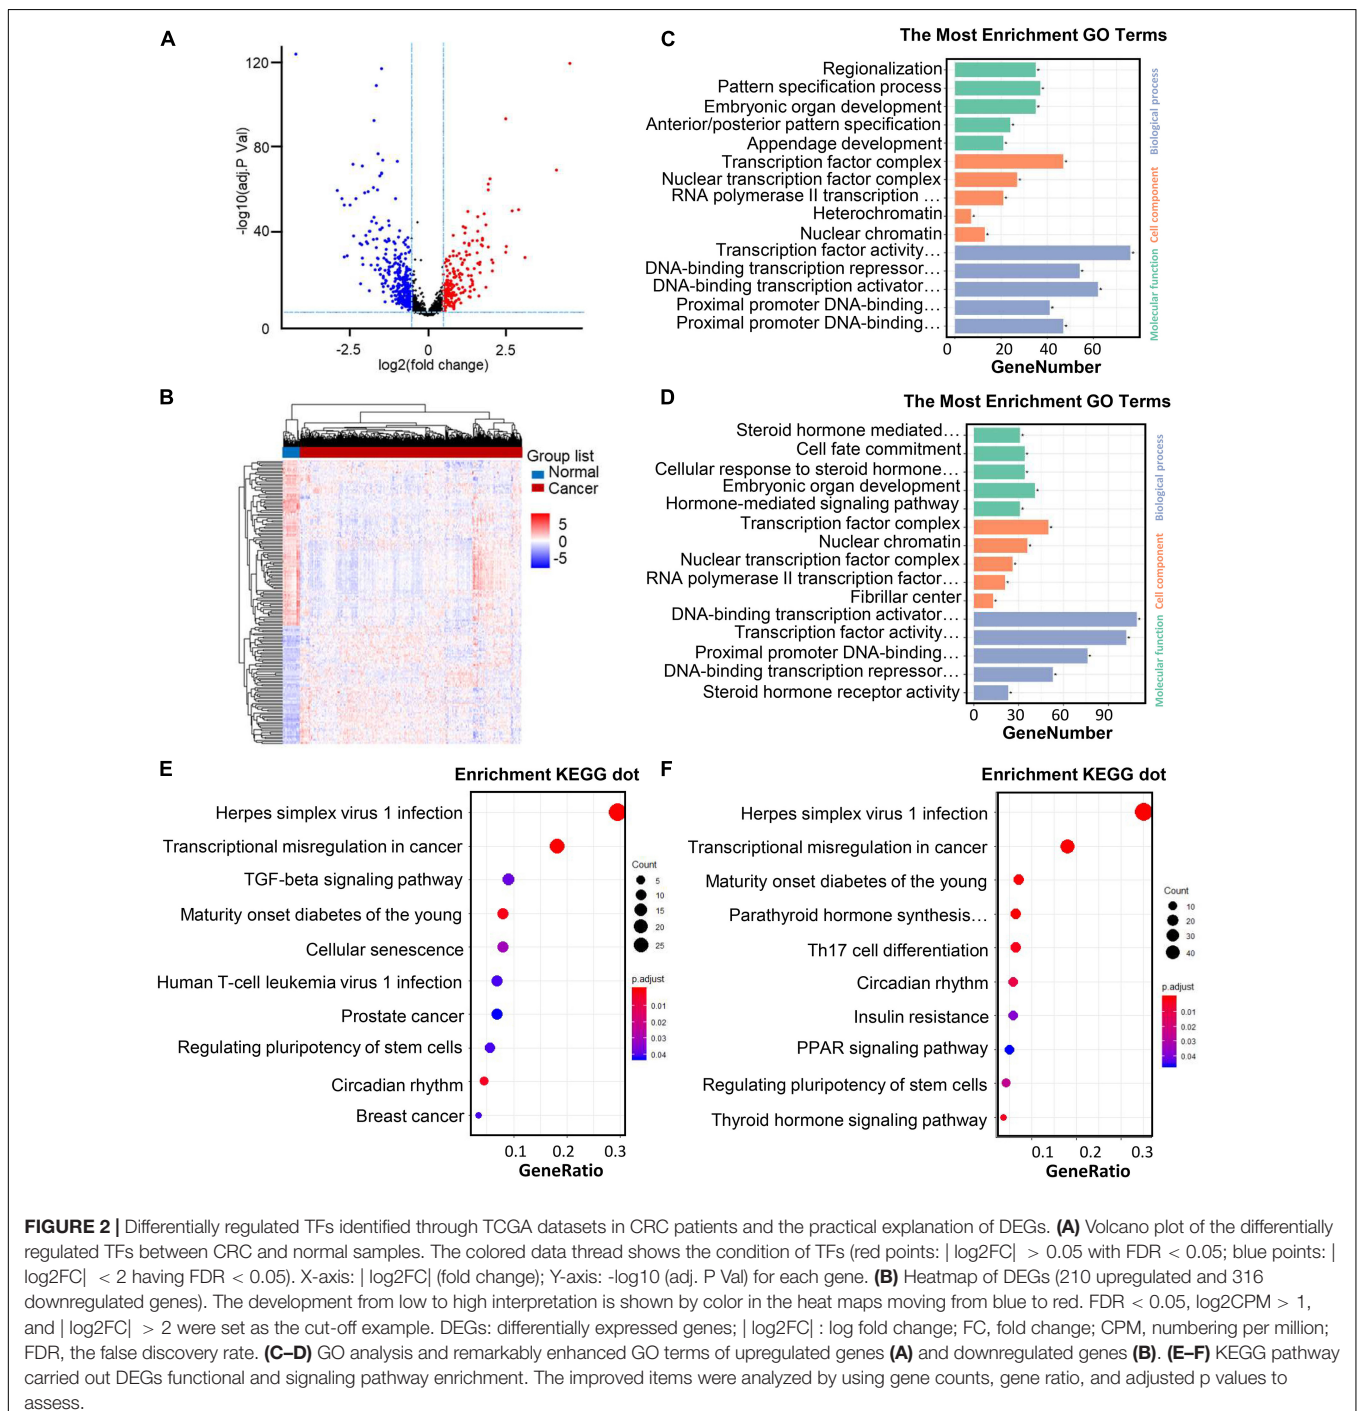 A
-log10(adj.P Val)
120
80
40
0
-2.5
0
2.5
log2(fold change)
C
The Most Enrichment GO Terms
Regionalization
Pattern specification process
Embryonic organ development
Anterior/posterior pattern specification
Appendage development
Transcription factor complex
Nuclear transcription factor complex
RNA polymerase II transcription …
Heterochromatin
Nuclear chromatin
Transcription factor activity…
DNA-binding transcription repressor…
DNA-binding transcription activator…
Proximal promoter DNA-binding…
Proximal promoter DNA-binding…
0
20
40
60
GeneNumber
Biological process
Cell component
Molecular function
B
Group list
Normal
Cancer
5
0
-5
D
The Most Enrichment GO Terms
Steroid hormone mediated…
Cell fate commitment
Cellular response to steroid hormone…
Embryonic organ development
Hormone-mediated signaling pathway
Transcription factor complex
Nuclear chromatin
Nuclear transcription factor complex
RNA polymerase II transcription factor…
Fibrillar center
DNA-binding transcription activator…
Transcription factor activity…
Proximal promoter DNA-binding…
DNA-binding transcription repressor…
Steroid hormone receptor activity
0
30
60
90
GeneNumber
Biological process
Cell component
Molecular function
E
Enrichment KEGG dot
Herpes simplex virus 1 infection
Transcriptional misregulation in cancer
TGF-beta signaling pathway
Maturity onset diabetes of the young
Cellular senescence
Human T-cell leukemia virus 1 infection
Prostate cancer
Regulating pluripotency of stem cells
Circadian rhythm
Breast cancer
0.1
0.2
0.3
GeneRatio
Count
5
10
15
20
25
p.adjust
0.01
0.02
0.03
0.04
F
Enrichment KEGG dot
Herpes simplex virus 1 infection
Transcriptional misregulation in cancer
Maturity onset diabetes of the young
Parathyroid hormone synthesis…
Th17 cell differentiation
Circadian rhythm
Insulin resistance
PPAR signaling pathway
Regulating pluripotency of stem cells
Thyroid hormone signaling pathway
0.1
0.2
0.3
GeneRatio
Count
10
20
30
40
p.adjust
0.01
0.02
0.03
0.04
FIGURE 2 | Differentially regulated TFs identified through TCGA datasets in CRC patients and the practical explanation of DEGs. (A) Volcano plot of the differentially
regulated TFs between CRC and normal samples. The colored data thread shows the condition of TFs (red points: | log2FC| > 0.05 with FDR < 0.05; blue points: |
log2FC| < 2 having FDR < 0.05). X-axis: | log2FC| (fold change); Y-axis: -log10 (adj. P Val) for each gene. (B) Heatmap of DEGs (210 upregulated and 316
downregulated genes). The development from low to high interpretation is shown by color in the heat maps moving from blue to red. FDR < 0.05, log2CPM > 1,
and | log2FC| > 2 were set as the cut-off example. DEGs: differentially expressed genes; | log2FC| : log fold change; FC, fold change; CPM, numbering per million;
FDR, the false discovery rate. (C–D) GO analysis and remarkably enhanced GO terms of upregulated genes (A) and downregulated genes (B). (E–F) KEGG pathway
carried out DEGs functional and signaling pathway enrichment. The improved items were analyzed by using gene counts, gene ratio, and adjusted p values to
assess.